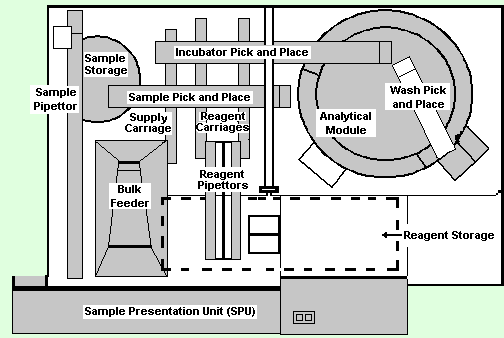 Incubator Pick and Place
Sample
Storage
Sample
Pipettor
Sample Pick and Place
Wash Pick
and Place
Supply
Carriage
Reagent
Carriages
Analytical
Module
Reagent
Pipettors
Bulk
Feeder
Reagent Storage
Sample Presentation Unit (SPU)